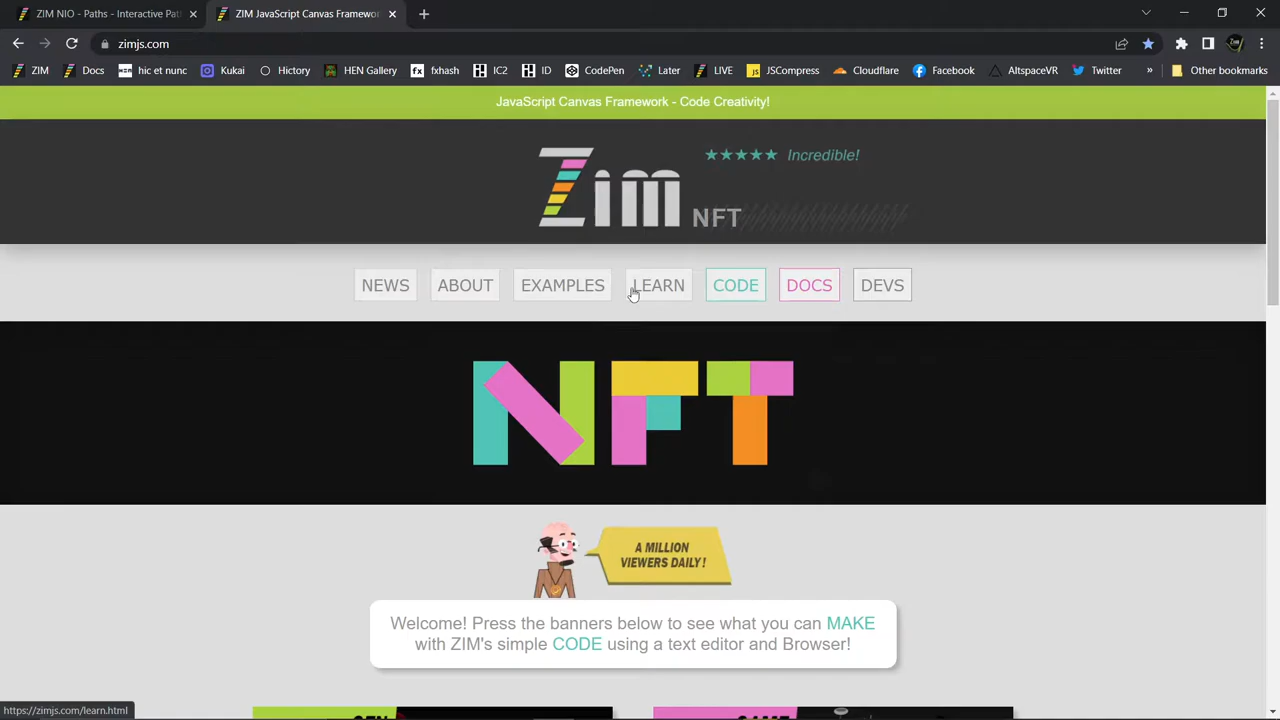 ZIM NIO - Paths - Interactive Pat
ZIM JavaScript Canvas Framewo
zimjs.com
ZIM
Docs
hic et nunc
Kukai
Hictory
HEN Gallery
fxhash
IC2
ID
CodePen
Later
LIVE
JSCompress
Cloudflare
Facebook
AltspaceVR
Twitter
»
Other bookmarks
JavaScript Canvas Framework - Code Creativity!
Zim
★★★★★ Incredible!
NFT
NEWS
ABOUT
EXAMPLES
LEARN
CODE
DOCS
DEVS
NFT
A MILLION
VIEWERS DAILY!
Welcome! Press the banners below to see what you can MAKE
with ZIM's simple CODE using a text editor and Browser!
https://zimjs.com/learn.html